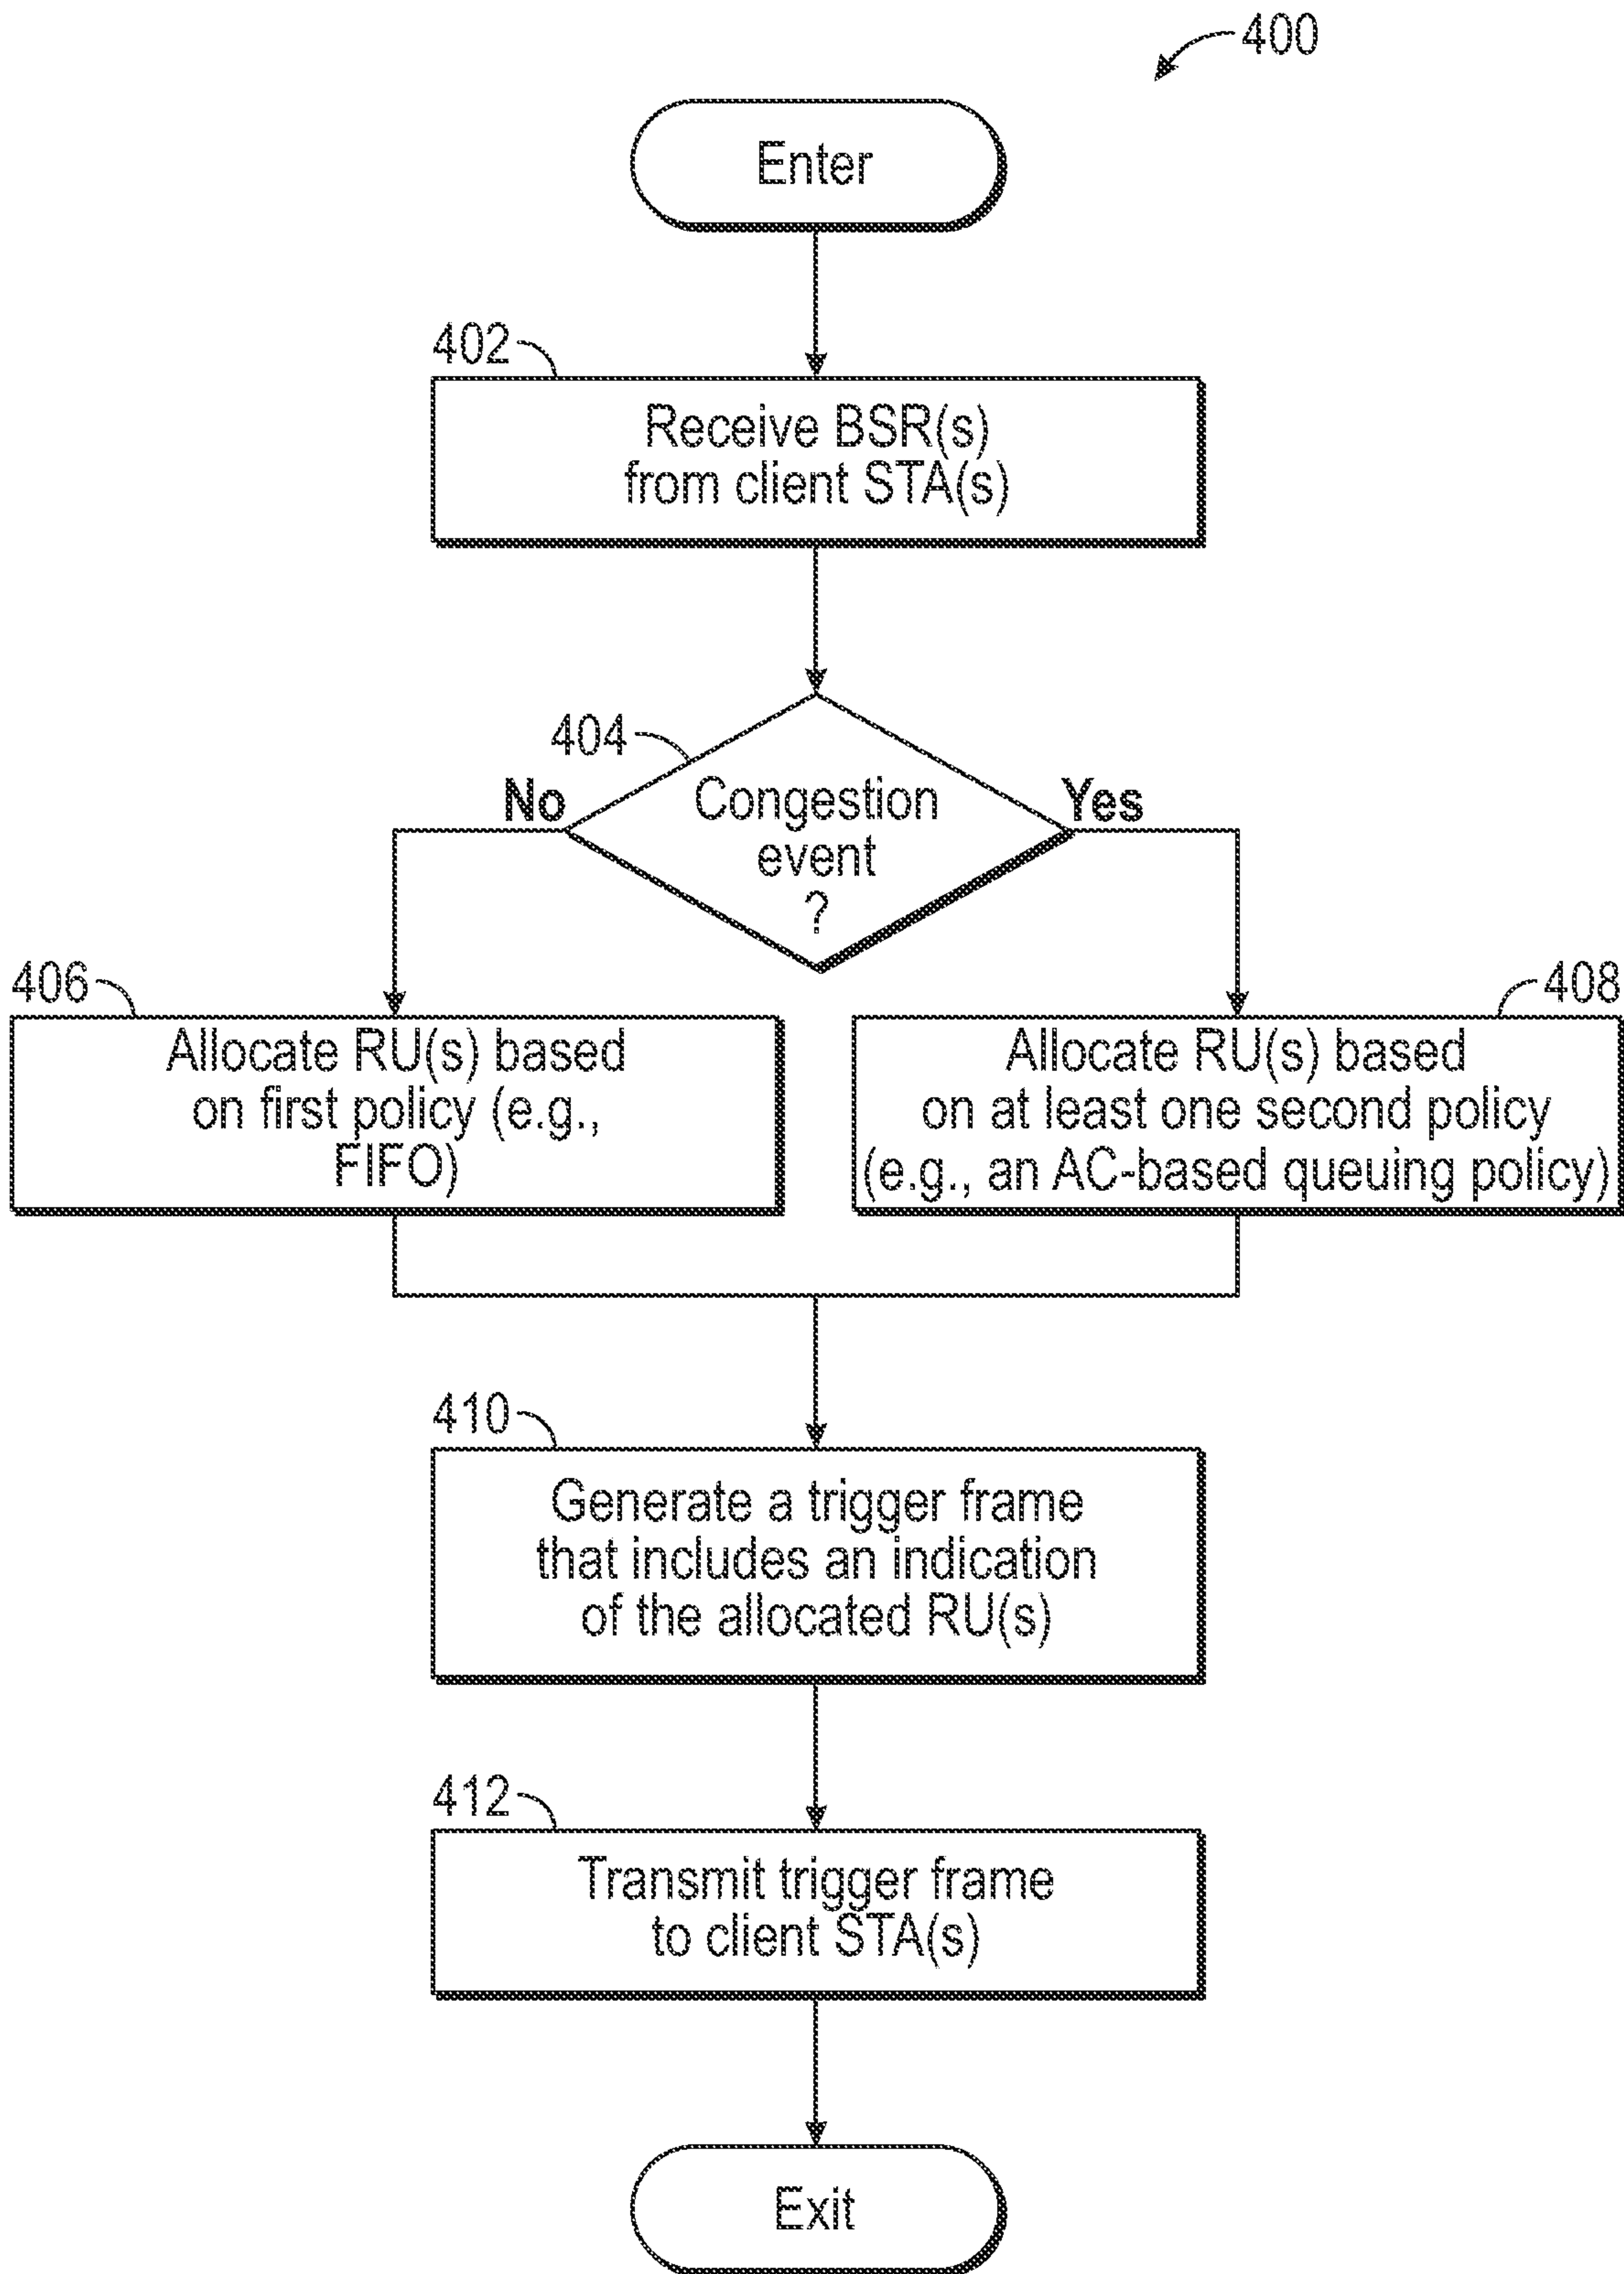 400
Enter
402
Receive BSR(s)
from client STA(s)
404
No
Yes
Congestion
event
?
406
Allocate RU(s) based
on first policy (e.g.,
FIFO)
408
Allocate RU(s) based
on at least one second policy
(e.g., an AC-based queuing policy)
410
Generate a trigger frame
that includes an indication
of the allocated RU(s)
412
Transmit trigger frame
to client STA(s)
Exit